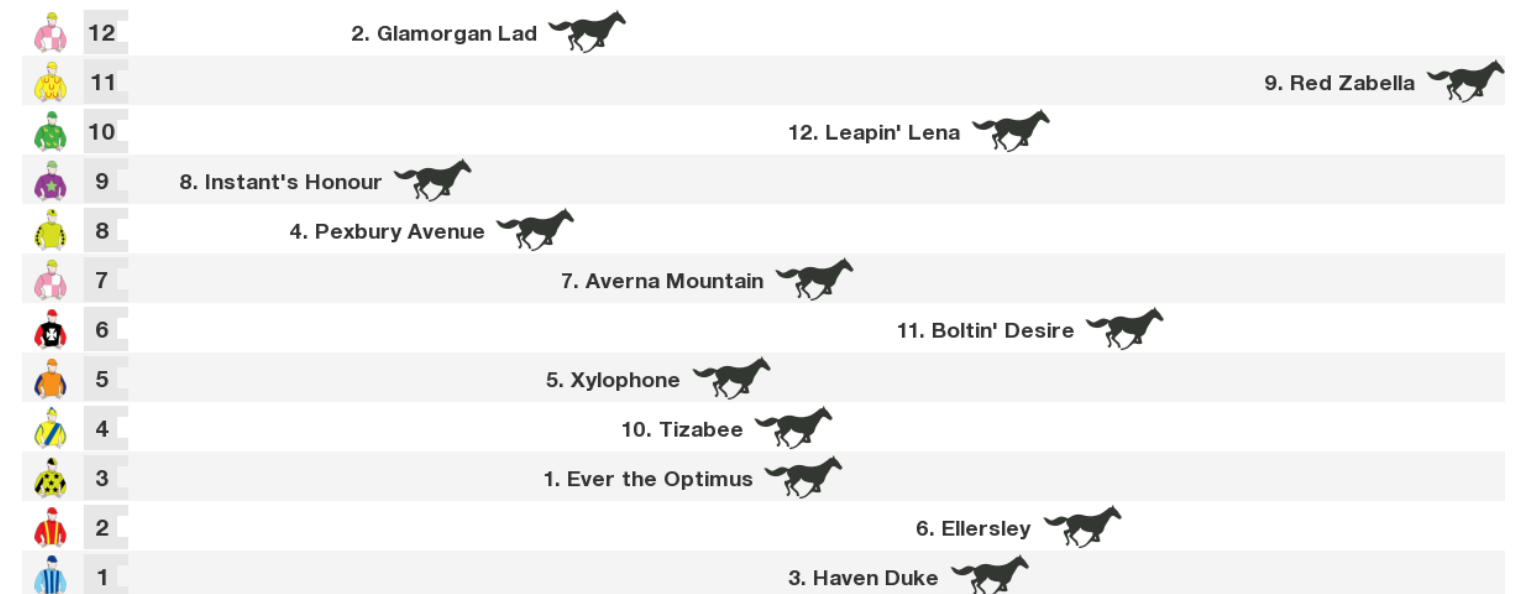 12 2. Glamorgan Lad
11 9. Red Zabella
10 12. Leapin' Lena
9 8. Instant's Honour
8 4. Pexbury Avenue
7 7. Averna Mountain
6 11. Boltin' Desire
5 5. Xylophone
4 10. Tizabee
3 1. Ever the Optimus
2 6. Ellersley
1 3. Haven Duke